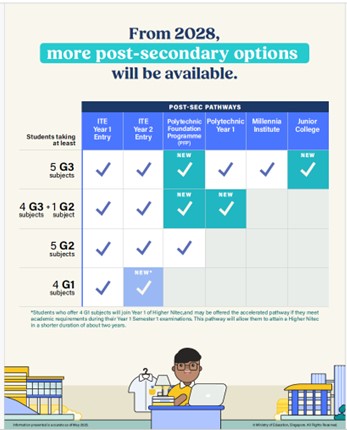 From 2028,
more post-secondary options
will be available.
POST-SEC PATHWAYS
Students taking at least
ITE Year 1 Entry
ITE Year 2 Entry
Polytechnic Foundation Programme (PFP)
Polytechnic Year 1
Millennia Institute
Junior College
5 G3 subjects
NEW
NEW
4 G3 + 1 G2 subjects subject
NEW
NEW
5 G2 subjects
4 G1 subjects
NEW*
*Students who offer 4 G1 subjects will join Year 1 of Higher Nitec, and may be offered the accelerated pathway if they meet
academic requirements during their Year 1 Semester 1 examinations. This pathway will allow them to attain a Higher Nitec
in a shorter duration of about two years.
© Ministry of Education, Singapore. All Rights Reserved.